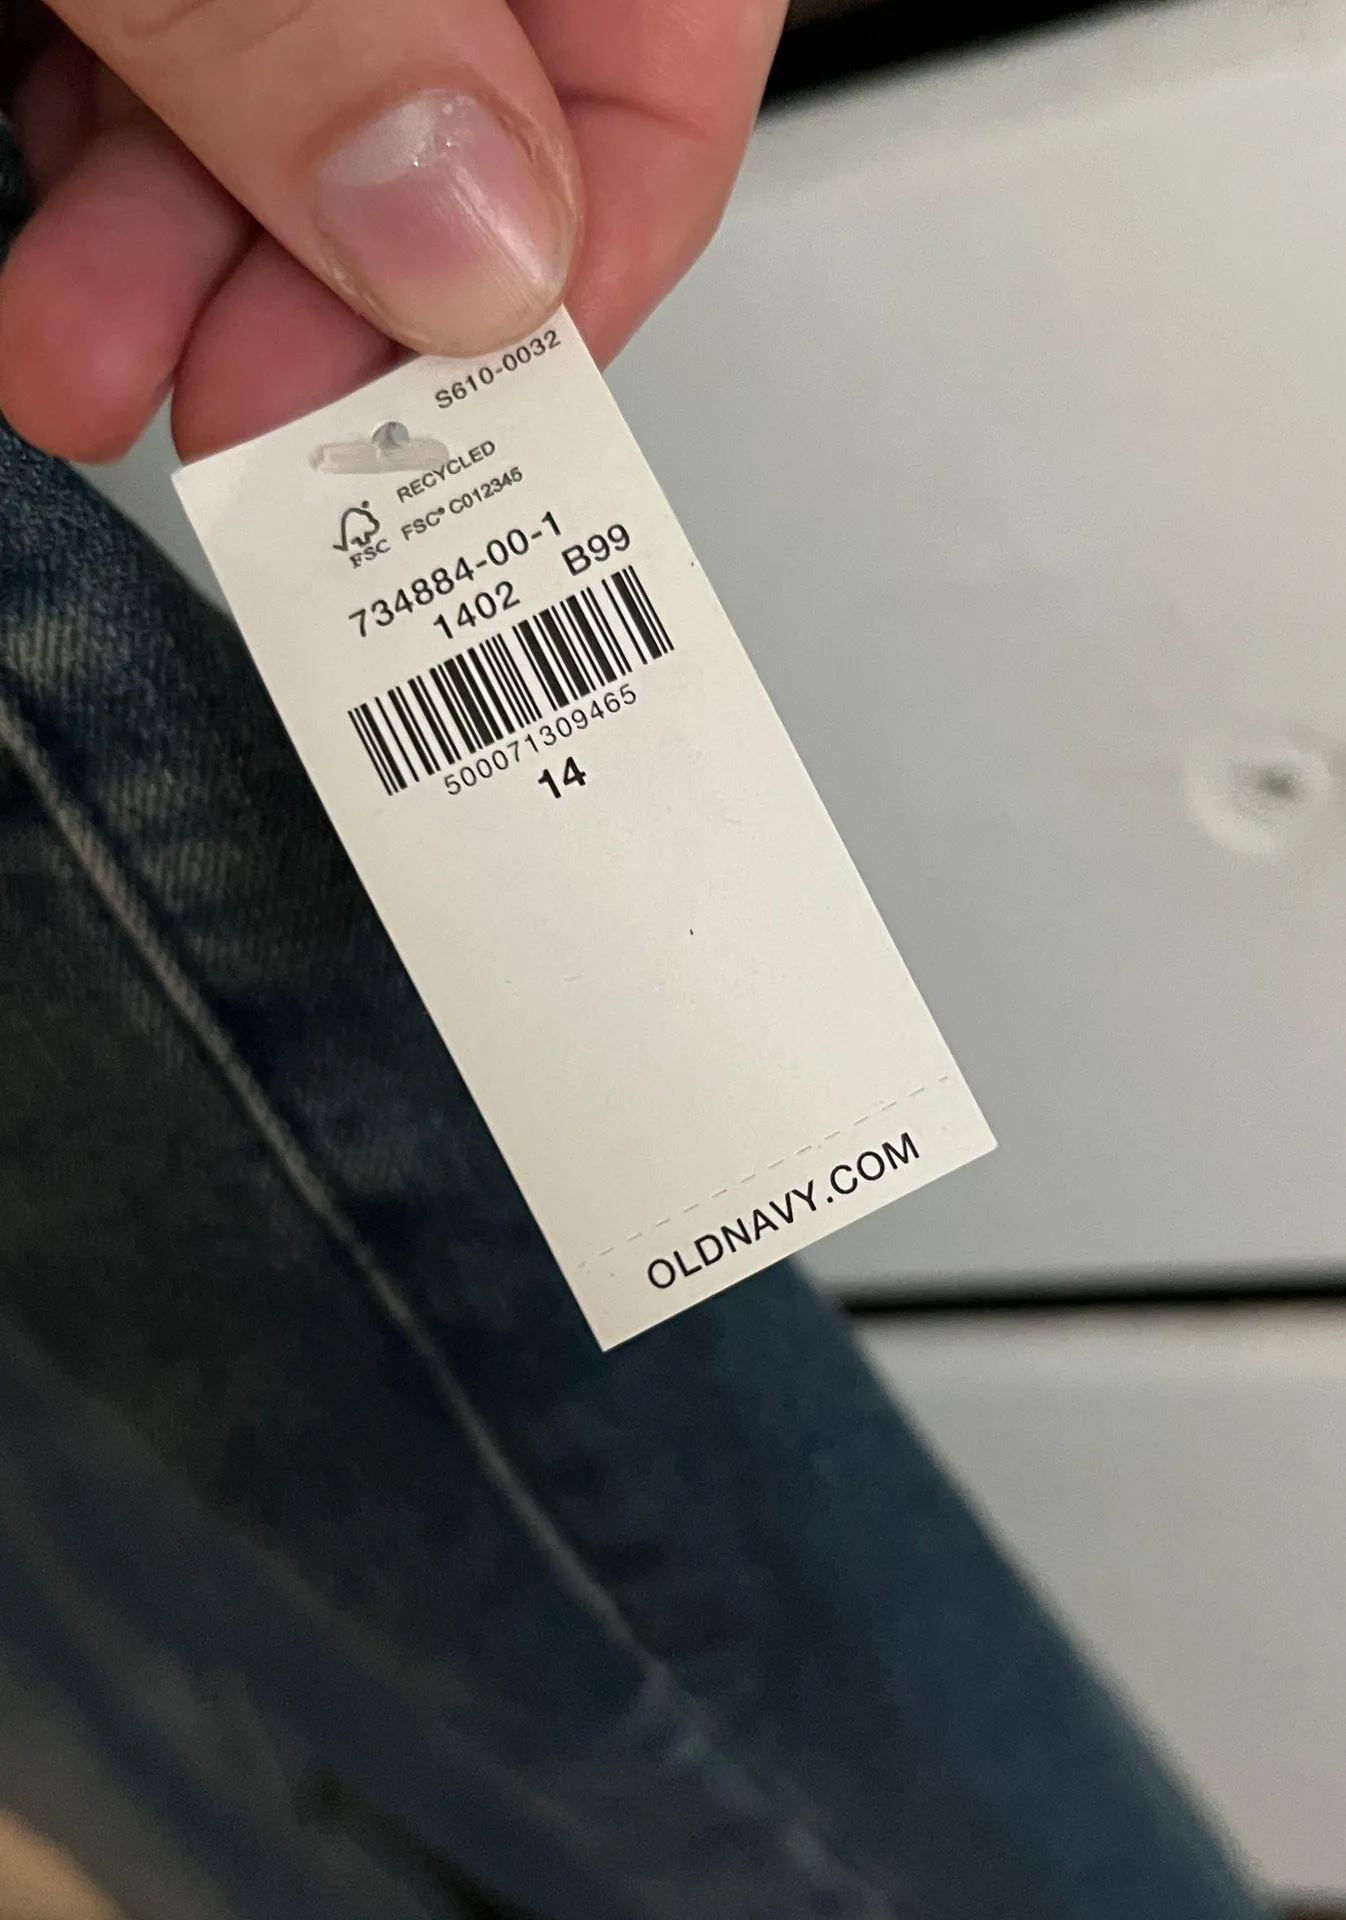 S610-0032
RECYCLED
FSC® C012345
FSC
734884-00-1
1402 B99
500071309465
14
OLDNAVY.COM